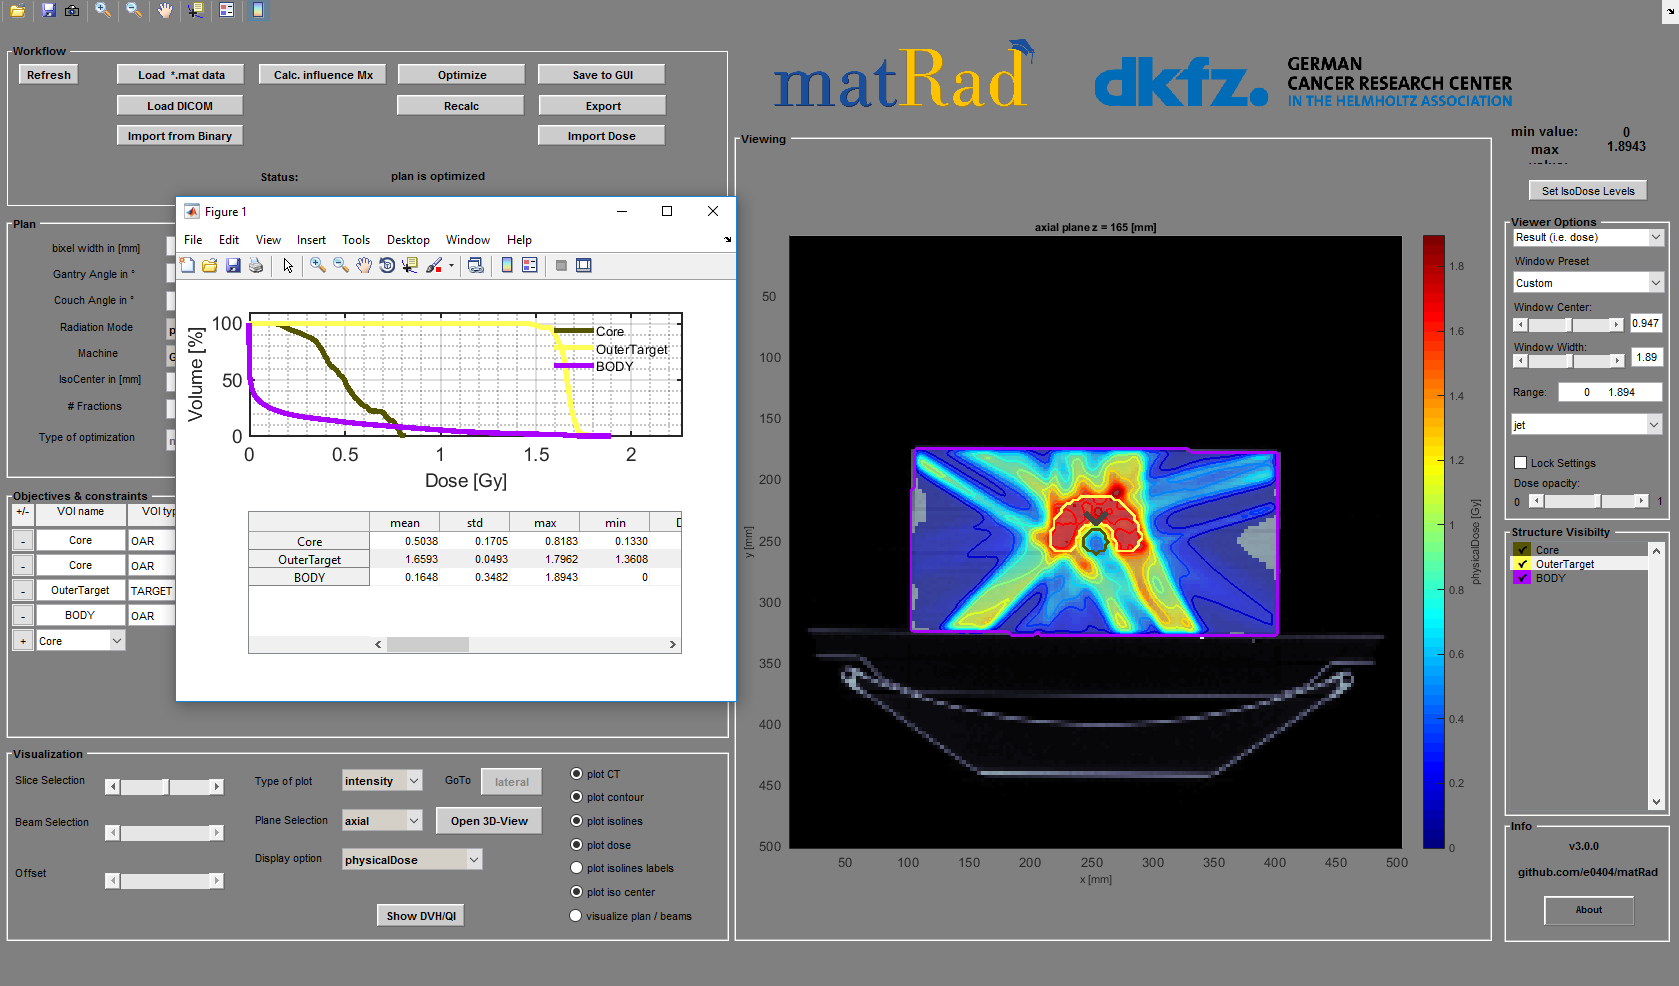 matRad
dkfz.
GERMAN
CANCER RESEARCH CENTER
IN THE HELMHOLTZ ASSOCIATION
Workflow
Refresh
Load *.mat data
Calc. influence Mx
Optimize
Save to GUI
Load DICOM
Recalc
Export
Import from Binary
Import Dose
Status: plan is optimized
Plan
bixel width in [mm]
Gantry Angle in °
Couch Angle in °
Radiation Mode
Machine
IsoCenter in [mm]
# Fractions
Type of optimization
Objectives & constraints
+/- VOI name VOI typ
- Core OAR
- Core OAR
- OuterTarget TARGET
- BODY OAR
+ Core
Figure 1
File Edit View Insert Tools Desktop Window Help
100
50
0
Volume [%]
Core
OuterTarget
BODY
0 0.5 1 1.5 2
Dose [Gy]
mean std max min
Core 0.5038 0.1705 0.8183 0.1330
OuterTarget 1.6593 0.0493 1.7962 1.3608
BODY 0.1648 0.3482 1.8943 0
Visualization
Slice Selection
Beam Selection
Offset
Type of plot intensity
GoTo lateral
Plane Selection axial
Open 3D-View
Display option physicalDose
Show DVH/QI
plot CT
plot contour
plot isolines
plot dose
plot isolines labels
plot iso center
visualize plan / beams
Viewing
axial plane z = 165 [mm]
50
100
150
200
250
300
350
400
450
500
y [mm]
50 100 150 200 250 300 350 400 450 500
x [mm]
1.8
1.6
1.4
1.2
1
0.8
0.6
0.4
0.2
0
physicalDose [Gy]
min value: 0
max 1.8943
Set IsoDose Levels
Viewer Options
Result (i.e. dose)
Window Preset
Custom
Window Center:
0.947
Window Width:
1.89
Range: 0 1.894
jet
Lock Settings
Dose opacity:
0 1
Structure Visibilty
Core
OuterTarget
BODY
Info
v3.0.0
github.com/e0404/matRad
About